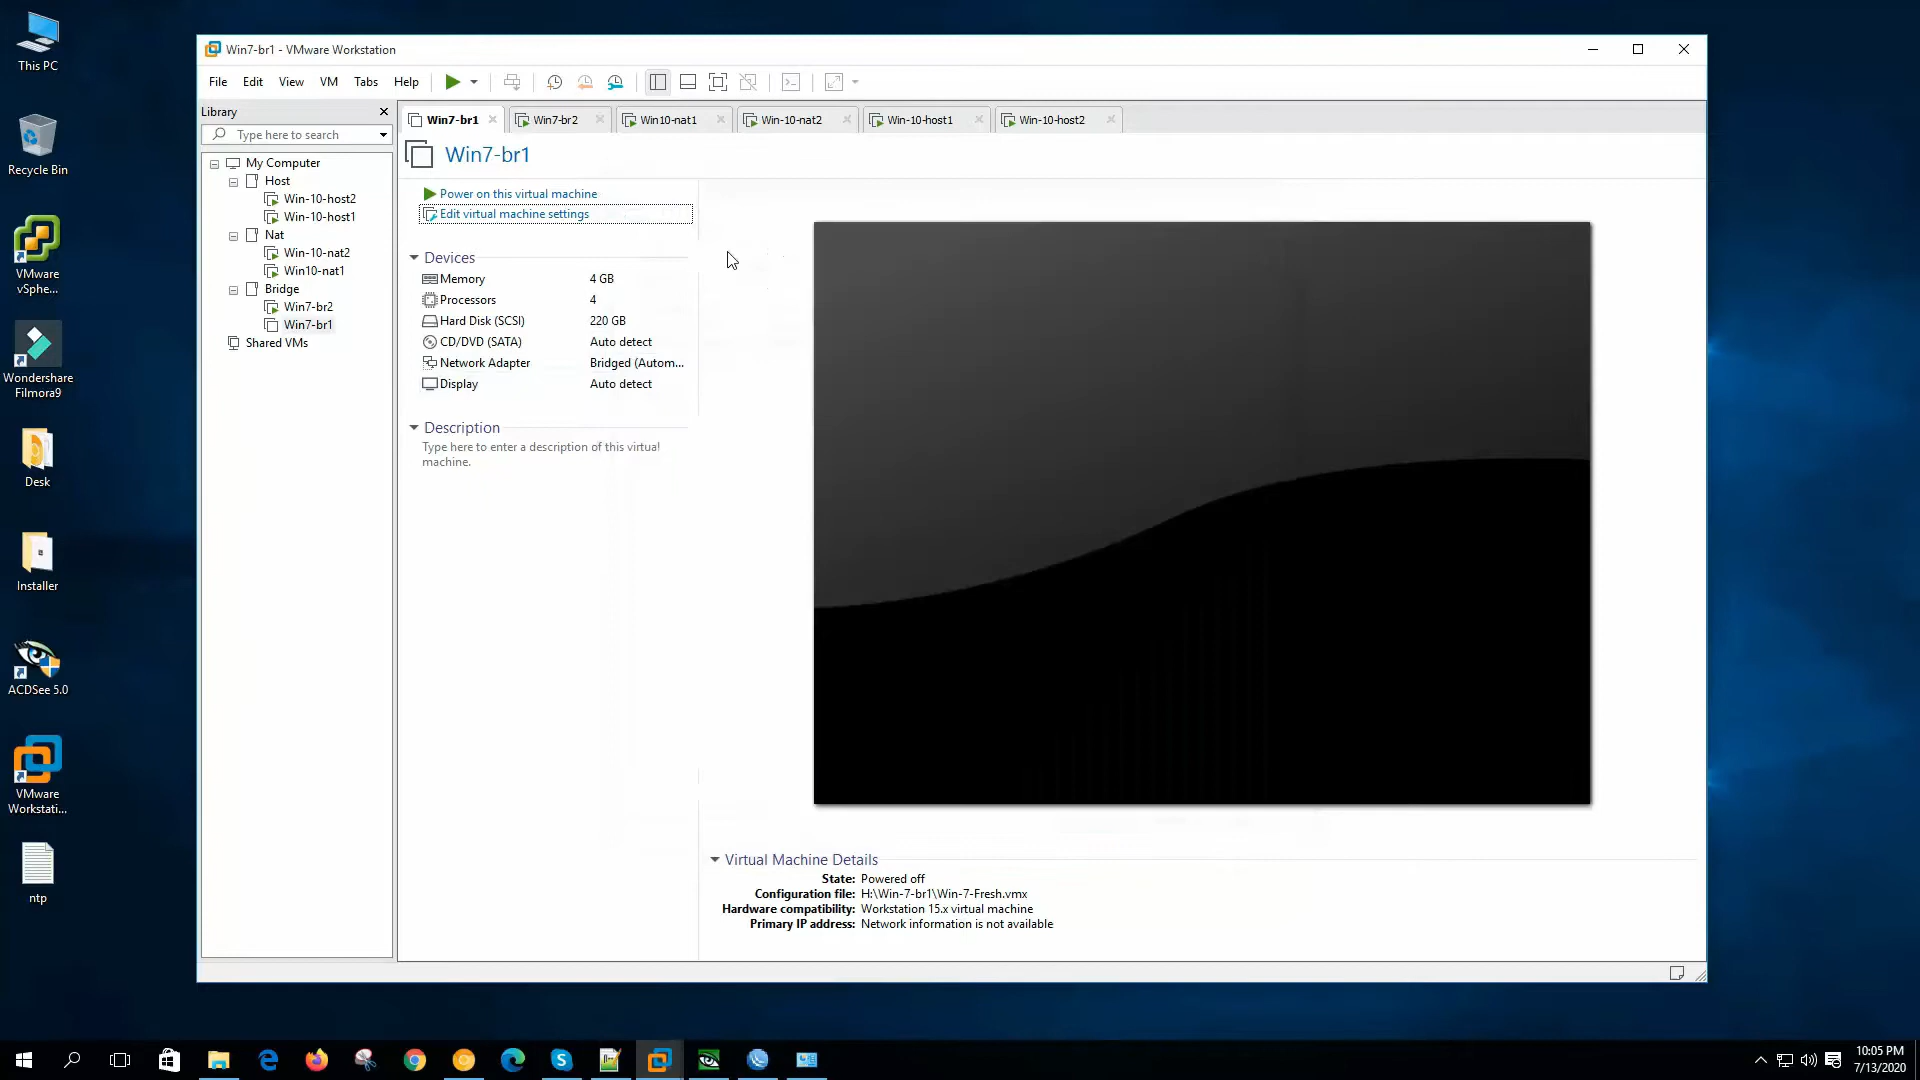 This PC
Recycle Bin
VMware
vSphe...
Wondershare
Filmora9
Desk
Installer
ACDSee 5.0
VMware
Workstati...
ntp
Win7-br1 - VMware Workstation
File Edit View VM Tabs Help
Library
Type here to search
My Computer
Host
Win-10-host2
Win-10-host1
Nat
Win-10-nat2
Win10-nat1
Bridge
Win7-br2
Win7-br1
Shared VMs
Win7-br1 Win7-br2 Win10-nat1 Win-10-nat2 Win-10-host1 Win-10-host2
Win7-br1
Power on this virtual machine
Edit virtual machine settings
Devices
Memory 4 GB
Processors 4
Hard Disk (SCSI) 220 GB
CD/DVD (SATA) Auto detect
Network Adapter Bridged (Autom...
Display Auto detect
Description
Type here to enter a description of this virtual
machine.
Virtual Machine Details
State: Powered off
Configuration file: H:\Win-7-br1\Win-7-Fresh.vmx
Hardware compatibility: Workstation 15.x virtual machine
Primary IP address: Network information is not available
10:05 PM
7/13/2020